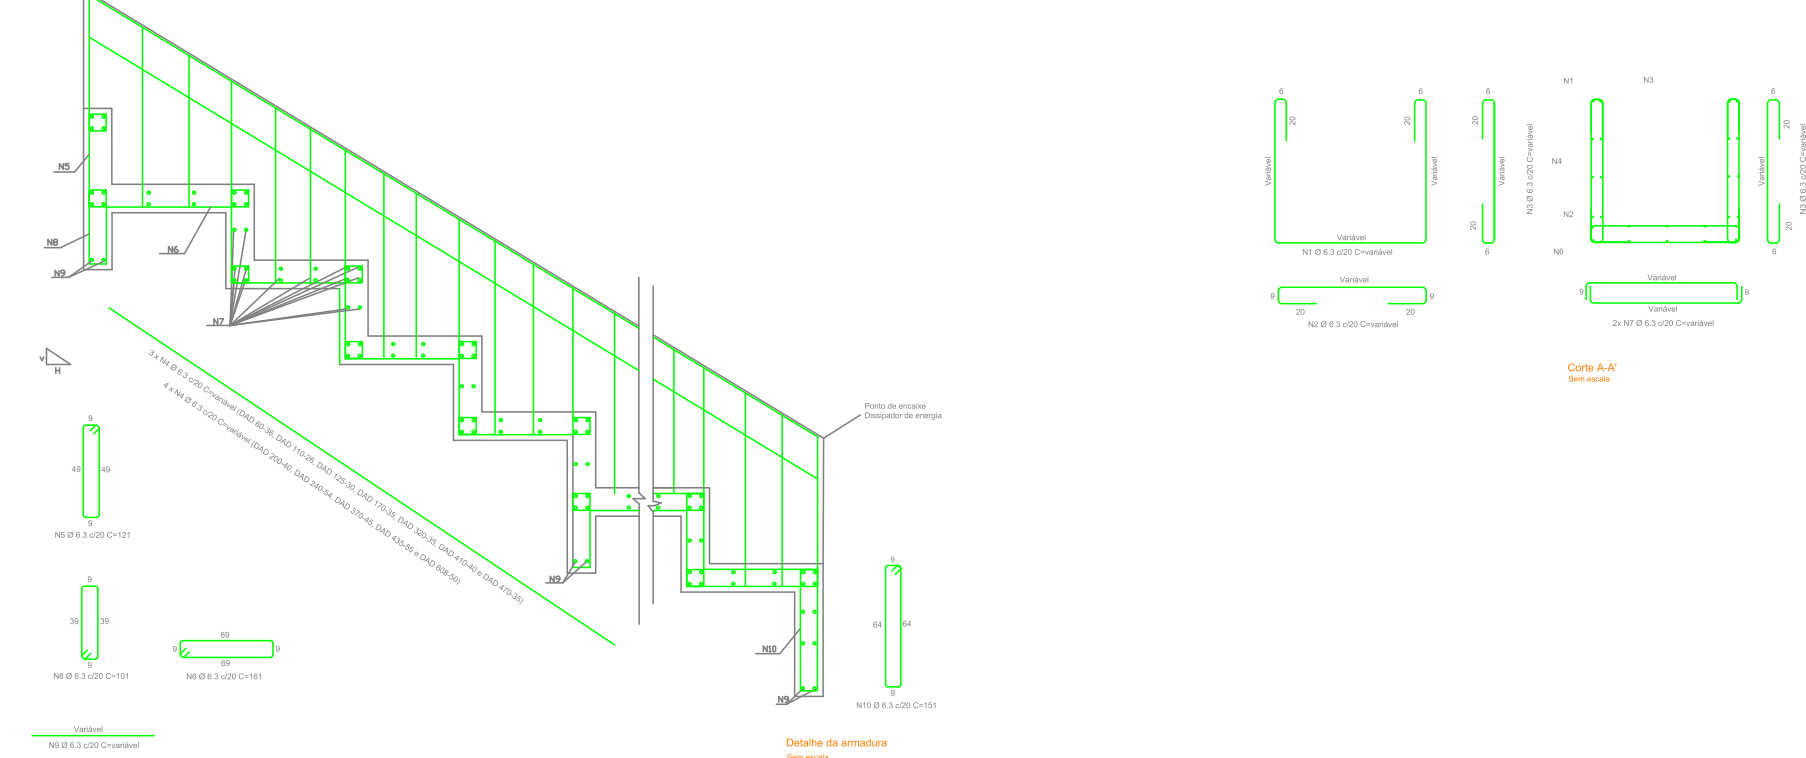 N5
N8
N9
N6
N7
V
H
3 x N4 Ø 6.3 c/20 C=variável (DAD 60-36, DAD 110-26, DAD 125-30, DAD 170-35, DAD 320-35, DAD 410-40 e DAD 470-35)
4 x N4 Ø 6.3 c/20 C=variável (DAD 200-40, DAD 240-54, DAD 370-45, DAD 435-55 e DAD 608-50)
Ponto de encaixe
Dissipador de energia
9
49
49
9
N5 Ø 6.3 c/20 C=121
9
39
39
9
N8 Ø 6.3 c/20 C=101
69
9
9
69
N6 Ø 6.3 c/20 C=161
Variável
N9 Ø 6.3 c/20 C=variável
N9
N10
N9
9
64
64
9
N10 Ø 6.3 c/20 C=151
Detalhe da armadura
Sem escala
6
20
6
20
Variável
Variável
Variável
N1 Ø 6.3 c/20 C=variável
Variável
9
9
20
20
N2 Ø 6.3 c/20 C=variável
6
20
Variável
20
6
N3 Ø 6.3 c/20 C=variável
N1
N3
N4
N2
N6
6
20
Variável
20
6
N3 Ø 6.3 c/20 C=variável
Variável
9
9
Variável
2x N7 Ø 6.3 c/20 C=variável
Corte A-A'
Sem escala